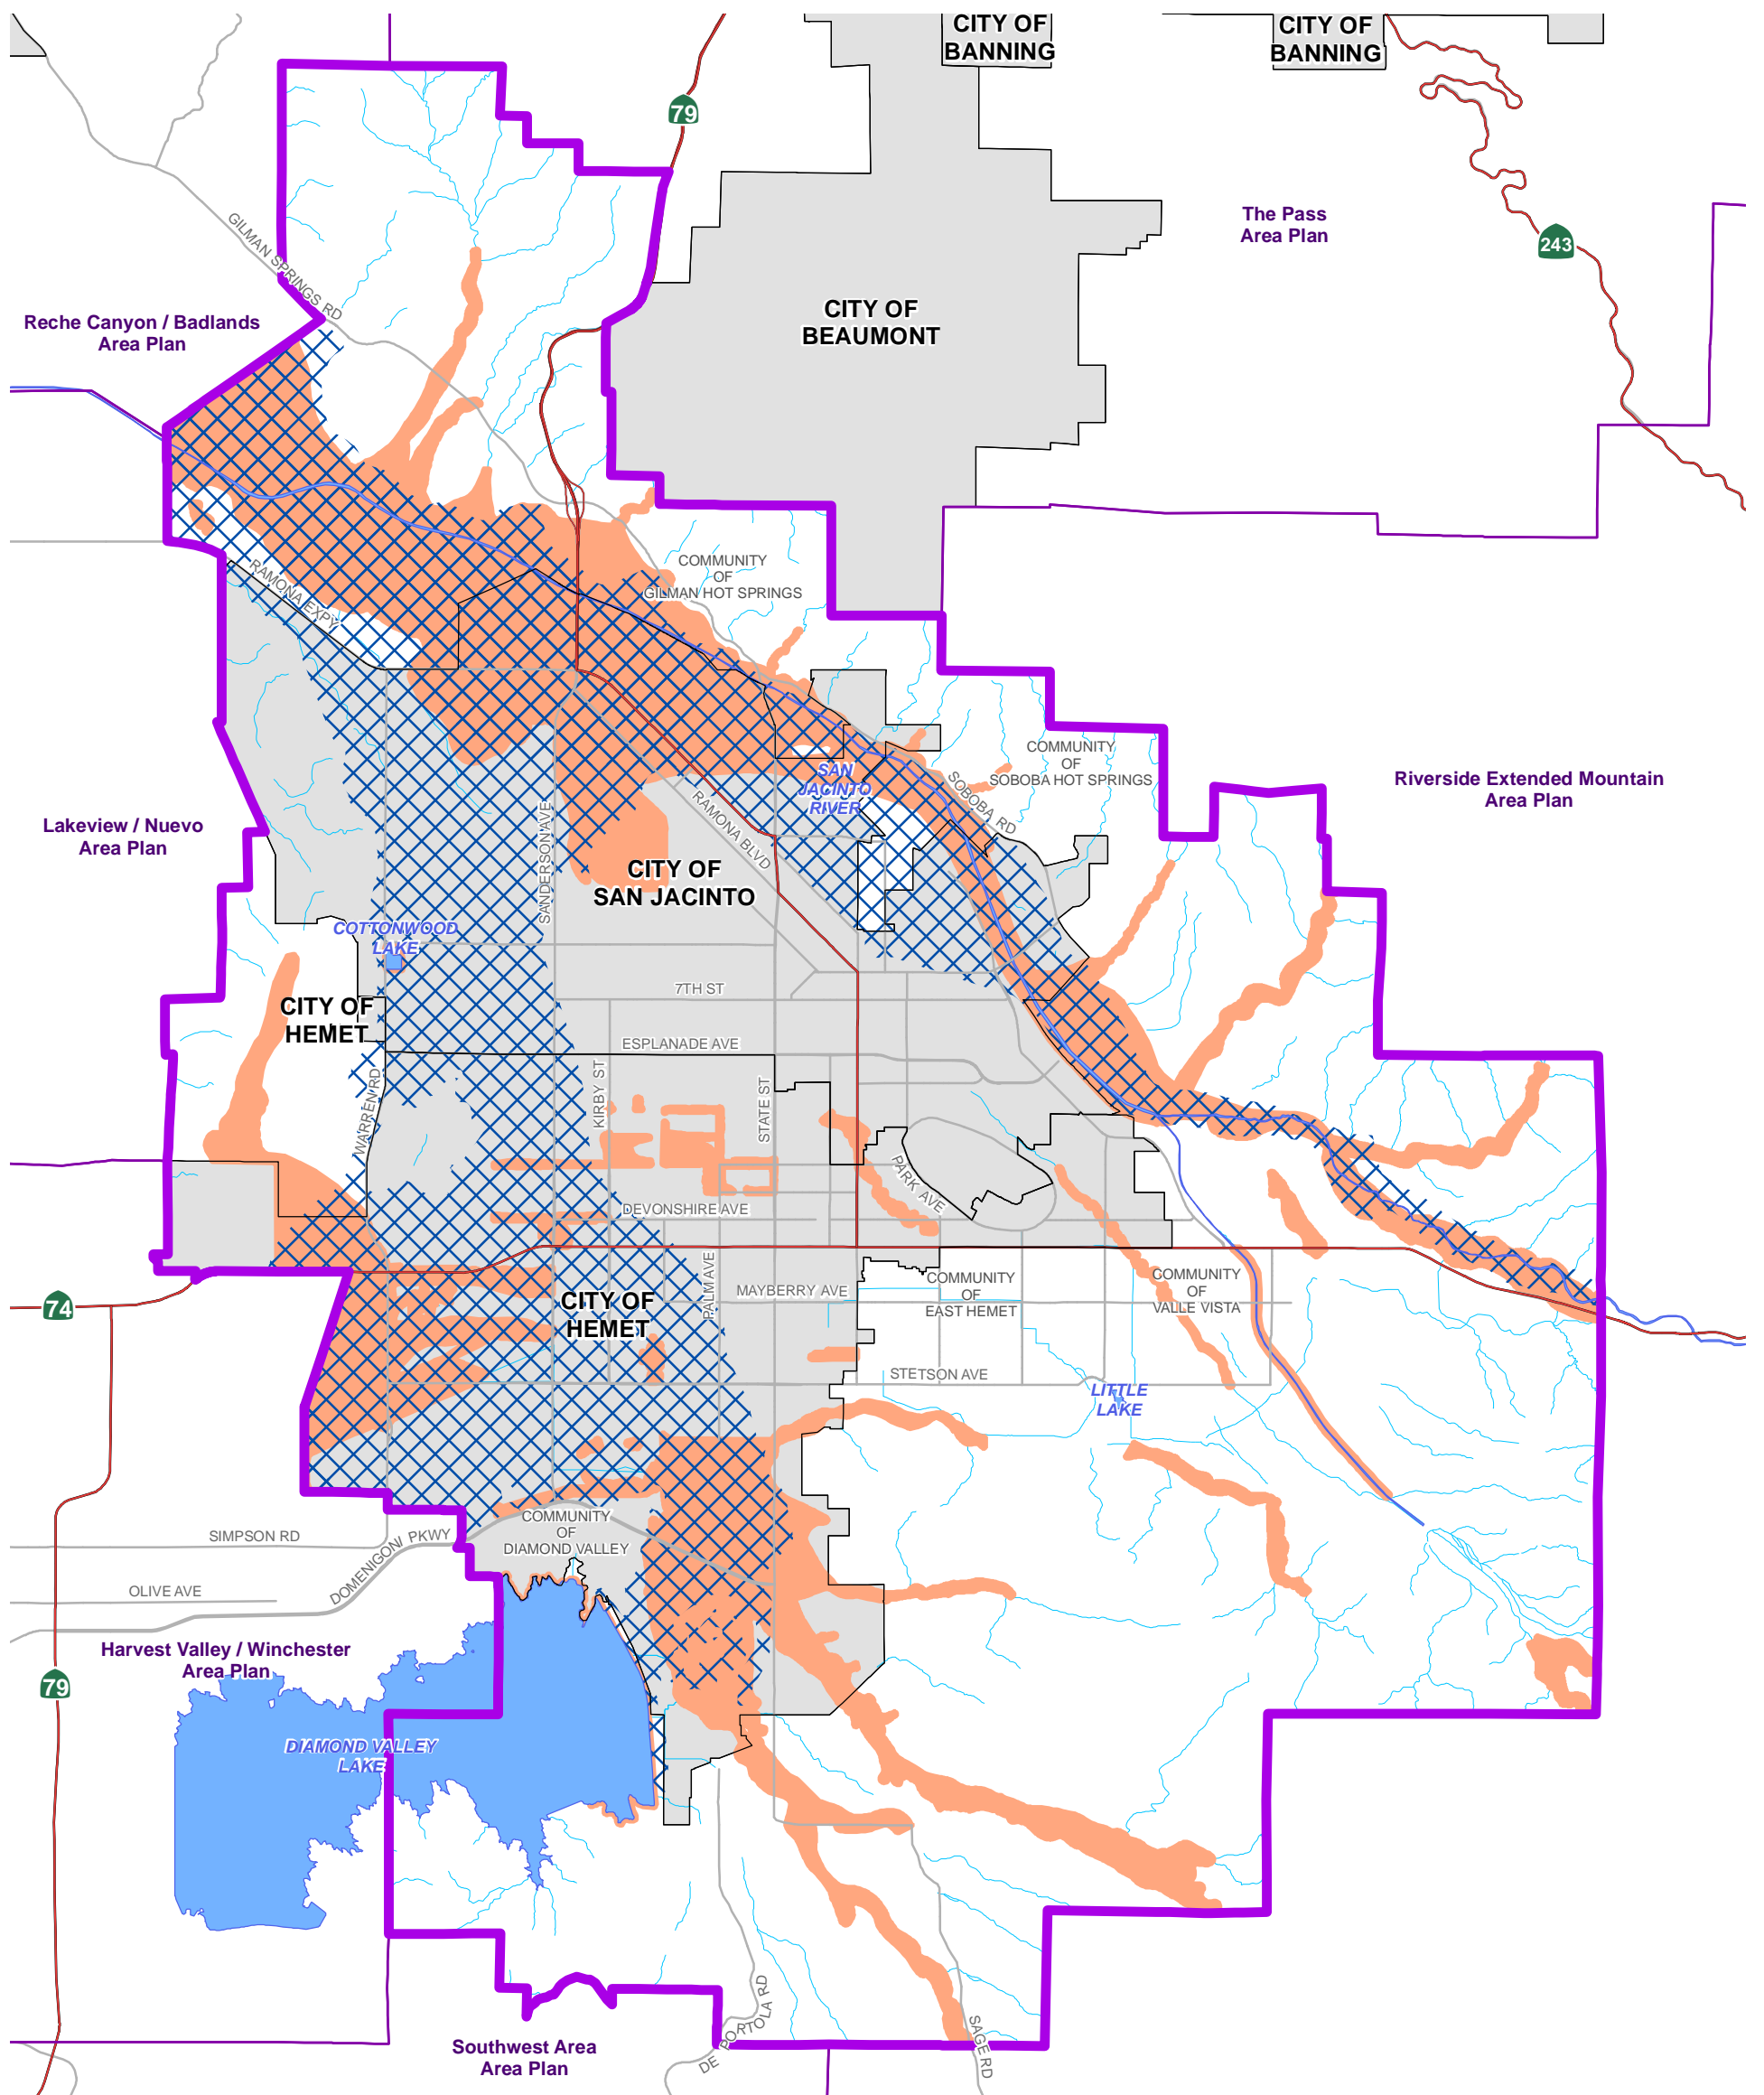 CITY OF
BANNING
CITY OF
BANNING
79
The Pass
Area Plan
243
GILMAN SPRINGS RD
CITY OF
BEAUMONT
Reche Canyon / Badlands
Area Plan
COMMUNITY
OF
GILMAN HOT SPRINGS
RAMONA EXPY
COMMUNITY
OF
SOBOBA HOT SPRINGS
SAN
JACINTO
RIVER
SOBOBA RD
Riverside Extended Mountain
Area Plan
RAMONA BLVD
Lakeview / Nuevo
Area Plan
SANDERSON AVE
CITY OF
SAN JACINTO
COTTONWOOD
LAKE
7TH ST
CITY OF
HEMET
ESPLANADE AVE
WARREN RD
KIRBY ST
STATE ST
PARK AVE
DEVONSHIRE AVE
PALM AVE
MAYBERRY AVE
COMMUNITY
OF
EAST HEMET
COMMUNITY
OF
VALLE VISTA
74
CITY OF
HEMET
STETSON AVE
LITTLE
LAKE
COMMUNITY
OF
DIAMOND VALLEY
SIMPSON RD
DOMENIGONI PKWY
OLIVE AVE
Harvest Valley / Winchester
Area Plan
79
DIAMOND VALLEY
LAKE
DE PORTOLA RD
SAGE RD
Southwest Area
Area Plan